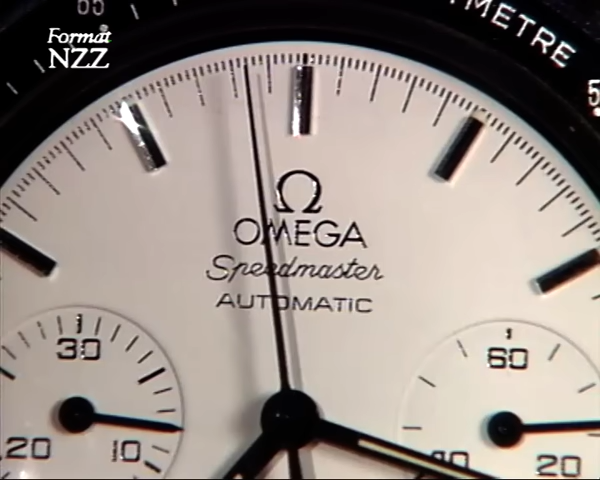 Format
NZZ
METRE
Ω
OMEGA
Speedmaster
AUTOMATIC
30
20
10
60
20